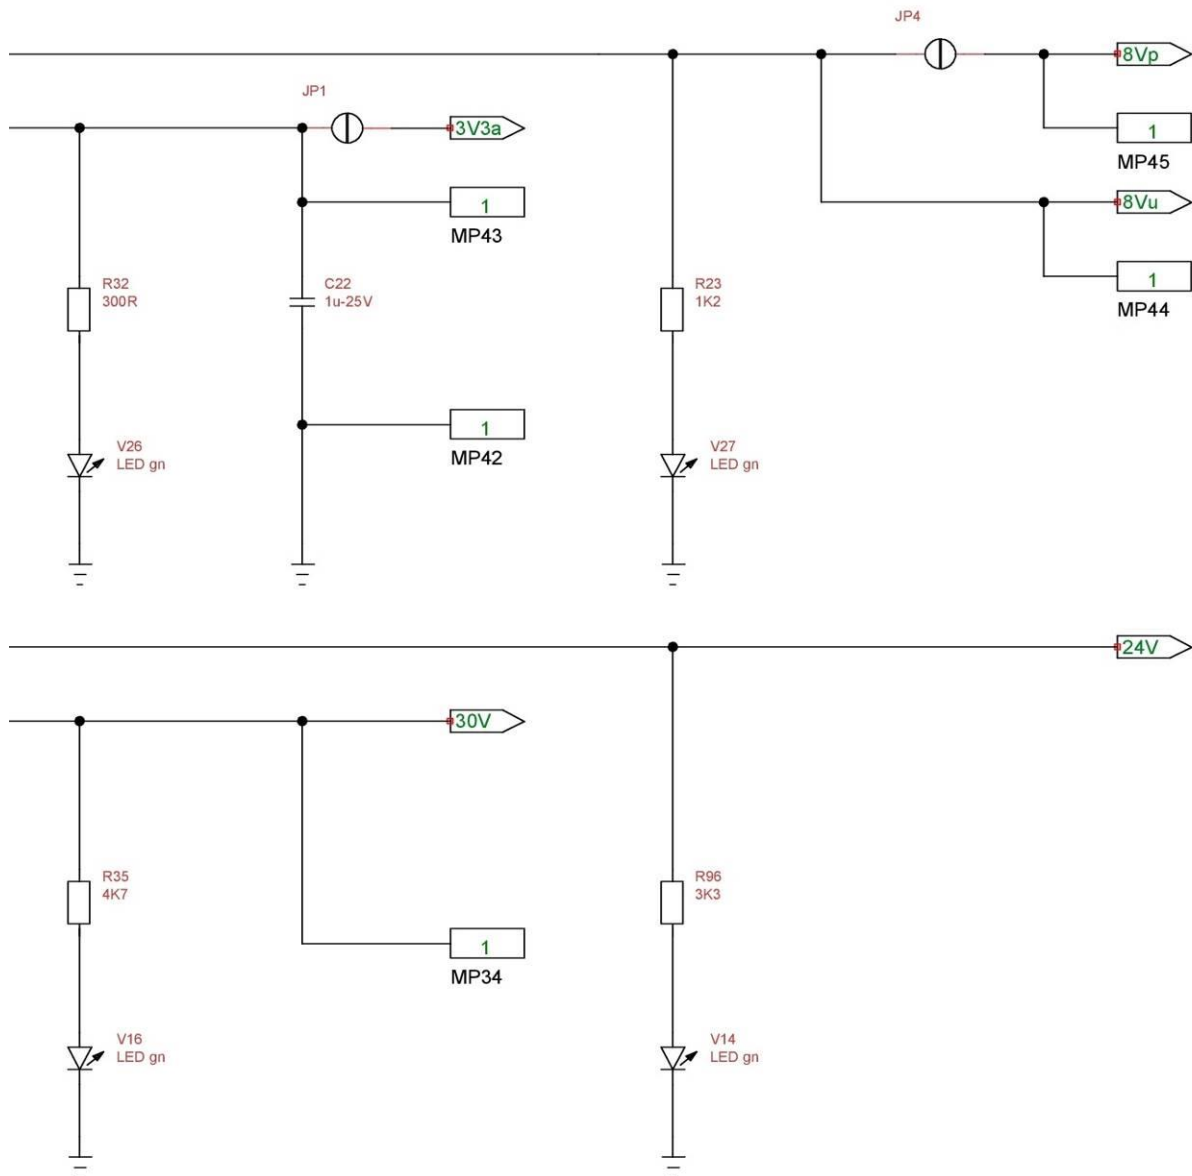 JP4
8Vp
JP1
3V3a
1
MP45
1
MP43
8Vu
R32
300R
C22
1u-25V
R23
1K2
1
MP44
1
MP42
V26
LED gn
V27
LED gn
24V
30V
R35
4K7
R96
3K3
1
MP34
V16
LED gn
V14
LED gn